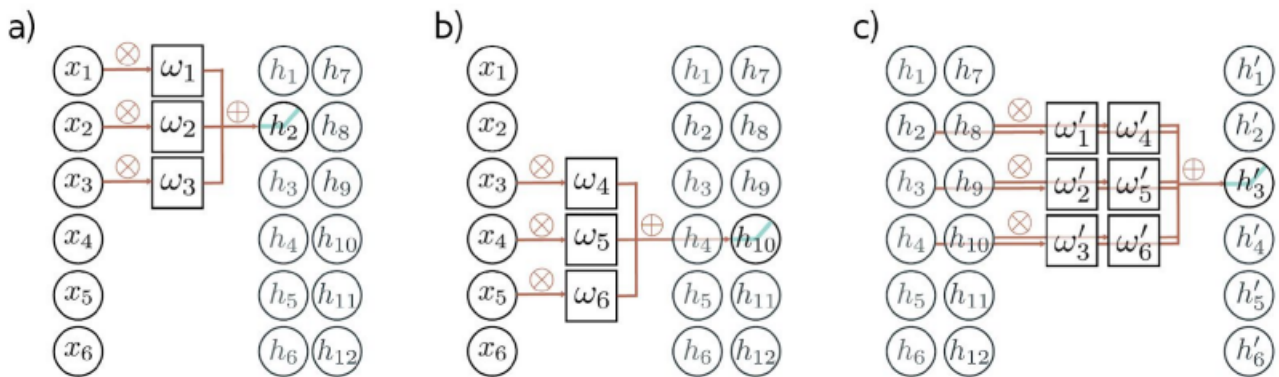 a) b) c)
x₁ ⊗ ω₁ h₁ h₇
x₂ ⊗ ω₂ ⊕ h₂ h₈
x₃ ⊗ ω₃ h₃ h₉
x₄ h₄ h₁₀
x₅ h₅ h₁₁
x₆ h₆ h₁₂
x₁ h₁ h₇
x₂ h₂ h₈
x₃ ⊗ ω₄ h₃ h₉
x₄ ⊗ ω₅ ⊕ h₄ h₁₀
x₅ ⊗ ω₆ h₅ h₁₁
x₆ h₆ h₁₂
h₁ h₇ h′₁
h₂ h₈ ⊗ ω′₁ ω′₄ h′₂
h₃ h₉ ⊗ ω′₂ ω′₅ ⊕ h′₃
h₄ h₁₀ ⊗ ω′₃ ω′₆ h′₄
h₅ h₁₁ h′₅
h₆ h₁₂ h′₆